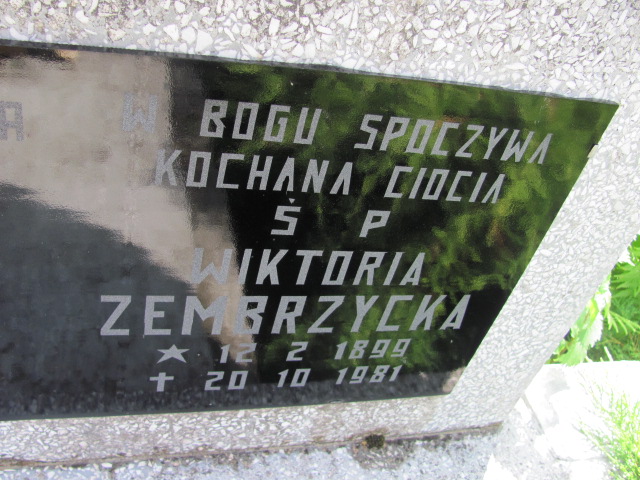 W BOGU SPOCZYWA
KOCHANA CIOCIA
Ś P
WIKTORIA
ZEMBRZYCKA
★ 12 2 1899
✝ 20 10 1981